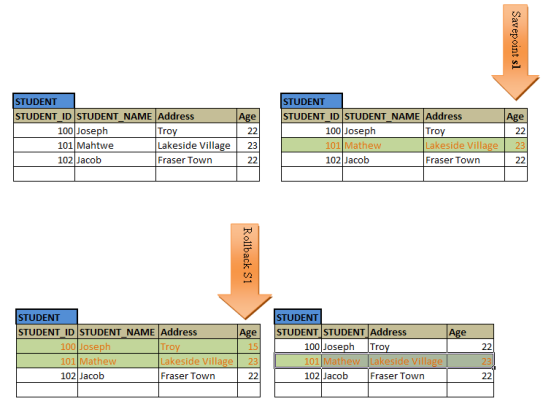 Savepoint s1
STUDENT
STUDENT_ID STUDENT_NAME Address Age
100 Joseph Troy 22
101 Mahtwe Lakeside Village 23
102 Jacob Fraser Town 22
STUDENT
STUDENT_ID STUDENT_NAME Address Age
100 Joseph Troy 22
101 Mathew Lakeside Village 23
102 Jacob Fraser Town 22
Rollback S1
STUDENT
STUDENT_ID STUDENT_NAME Address Age
100 Joseph Troy 15
101 Mathew Lakeside Village 23
102 Jacob Fraser Town 22
STUDENT
STUDENT_ STUDENT_ Address Age
100 Joseph Troy 22
101 Mathew Lakeside Village 23
102 Jacob Fraser Town 22